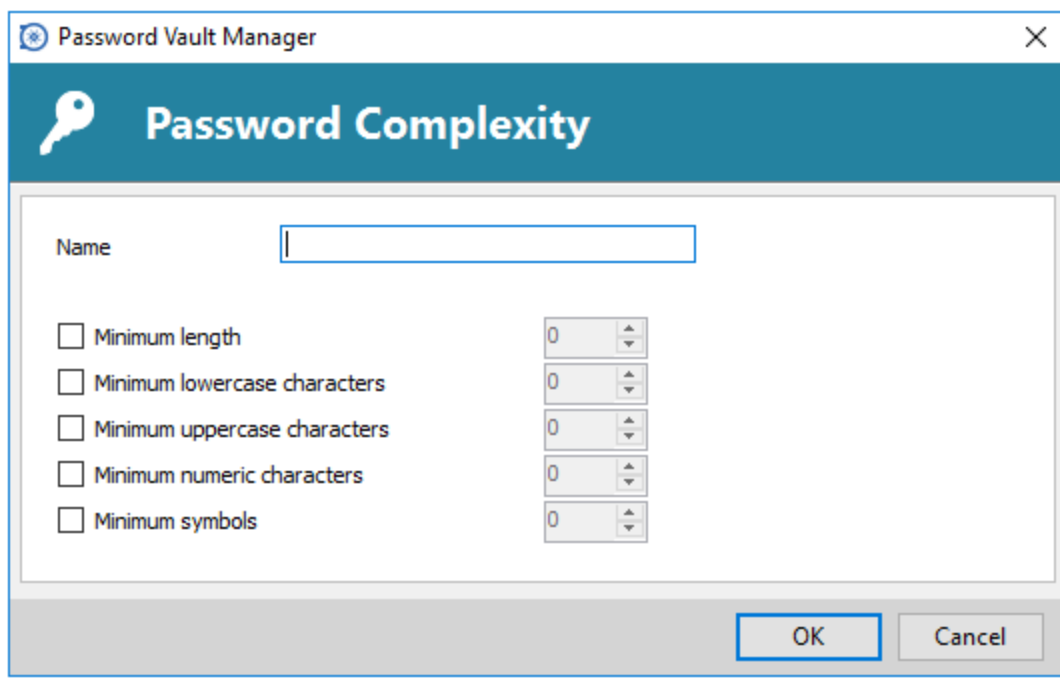 Password Vault Manager
Password Complexity
Name
Minimum length 0
Minimum lowercase characters 0
Minimum uppercase characters 0
Minimum numeric characters 0
Minimum symbols 0
OK Cancel